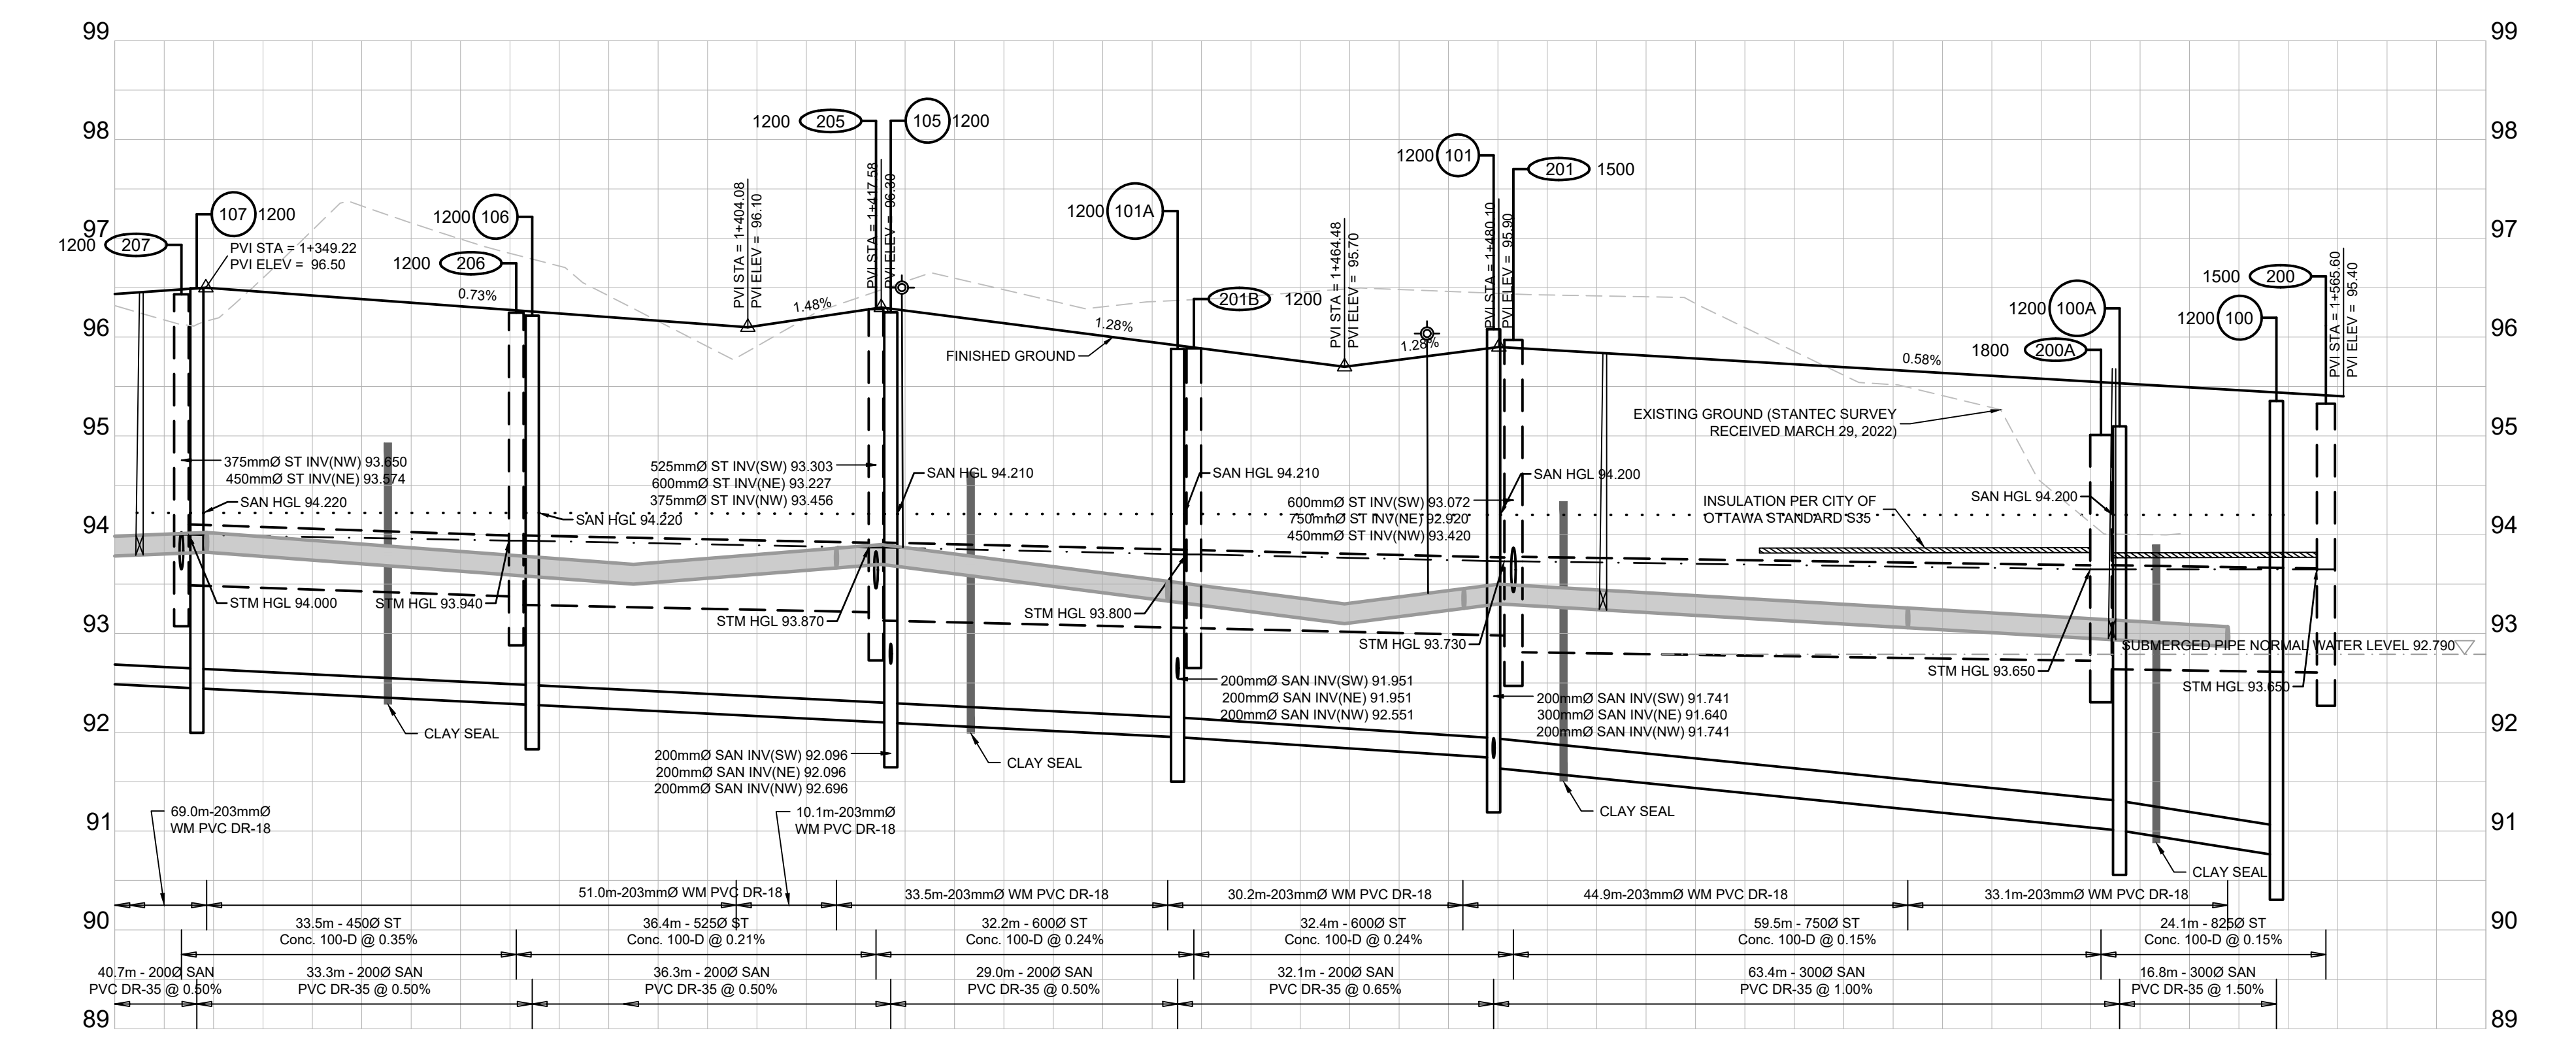 99
99
98
98
97
97
96
96
95
95
94
94
93
93
92
92
91
91
90
90
89
89
1200 207
107 1200
PVI STA = 1+349.22
PVI ELEV = 96.50
1200 106
1200 206
0.73%
PVI STA = 1+404.08
PVI ELEV = 96.10
1.48%
1200 205
105 1200
PVI STA = 1+417.58
PVI ELEV = 96.30
1200 101A
201B 1200
1.28%
FINISHED GROUND
PVI STA = 1+464.48
PVI ELEV = 95.70
1.28%
1200 101
201 1500
PVI STA = 1+480.10
PVI ELEV = 95.90
0.58%
1200 100A
1800 200A
1200 100
1500 200
PVI STA = 1+565.60
PVI ELEV = 95.40
EXISTING GROUND (STANTEC SURVEY
RECEIVED MARCH 29, 2022)
375mmØ ST INV(NW) 93.650
450mmØ ST INV(NE) 93.574
SAN HGL 94.220
SAN HGL 94.220
525mmØ ST INV(SW) 93.303
600mmØ ST INV(NE) 93.227
375mmØ ST INV(NW) 93.456
SAN HGL 94.210
SAN HGL 94.210
600mmØ ST INV(SW) 93.072
750mmØ ST INV(NE) 92.920
450mmØ ST INV(NW) 93.420
SAN HGL 94.200
INSULATION PER CITY OF
OTTAWA STANDARD S35
SAN HGL 94.200
STM HGL 94.000
STM HGL 93.940
STM HGL 93.870
STM HGL 93.800
STM HGL 93.730
STM HGL 93.650
STM HGL 93.650
SUBMERGED PIPE NORMAL WATER LEVEL 92.790
200mmØ SAN INV(SW) 91.951
200mmØ SAN INV(NE) 91.951
200mmØ SAN INV(NW) 92.551
200mmØ SAN INV(SW) 91.741
300mmØ SAN INV(NE) 91.640
200mmØ SAN INV(NW) 91.741
200mmØ SAN INV(SW) 92.096
200mmØ SAN INV(NE) 92.096
200mmØ SAN INV(NW) 92.696
CLAY SEAL
CLAY SEAL
CLAY SEAL
CLAY SEAL
69.0m-203mmØ
WM PVC DR-18
10.1m-203mmØ
WM PVC DR-18
51.0m-203mmØ WM PVC DR-18
33.5m-203mmØ WM PVC DR-18
30.2m-203mmØ WM PVC DR-18
44.9m-203mmØ WM PVC DR-18
33.1m-203mmØ WM PVC DR-18
33.5m - 450Ø ST
Conc. 100-D @ 0.35%
36.4m - 525Ø ST
Conc. 100-D @ 0.21%
32.2m - 600Ø ST
Conc. 100-D @ 0.24%
32.4m - 600Ø ST
Conc. 100-D @ 0.24%
59.5m - 750Ø ST
Conc. 100-D @ 0.15%
24.1m - 825Ø ST
Conc. 100-D @ 0.15%
40.7m - 200Ø SAN
PVC DR-35 @ 0.50%
33.3m - 200Ø SAN
PVC DR-35 @ 0.50%
36.3m - 200Ø SAN
PVC DR-35 @ 0.50%
29.0m - 200Ø SAN
PVC DR-35 @ 0.50%
32.1m - 200Ø SAN
PVC DR-35 @ 0.65%
63.4m - 300Ø SAN
PVC DR-35 @ 1.00%
16.8m - 300Ø SAN
PVC DR-35 @ 1.50%